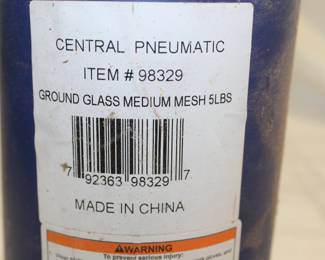 CENTRAL PNEUMATIC
ITEM # 98329
GROUND GLASS MEDIUM MESH 5LBS
7 92363 98329 7
MADE IN CHINA
WARNING
To prevent serious injury: